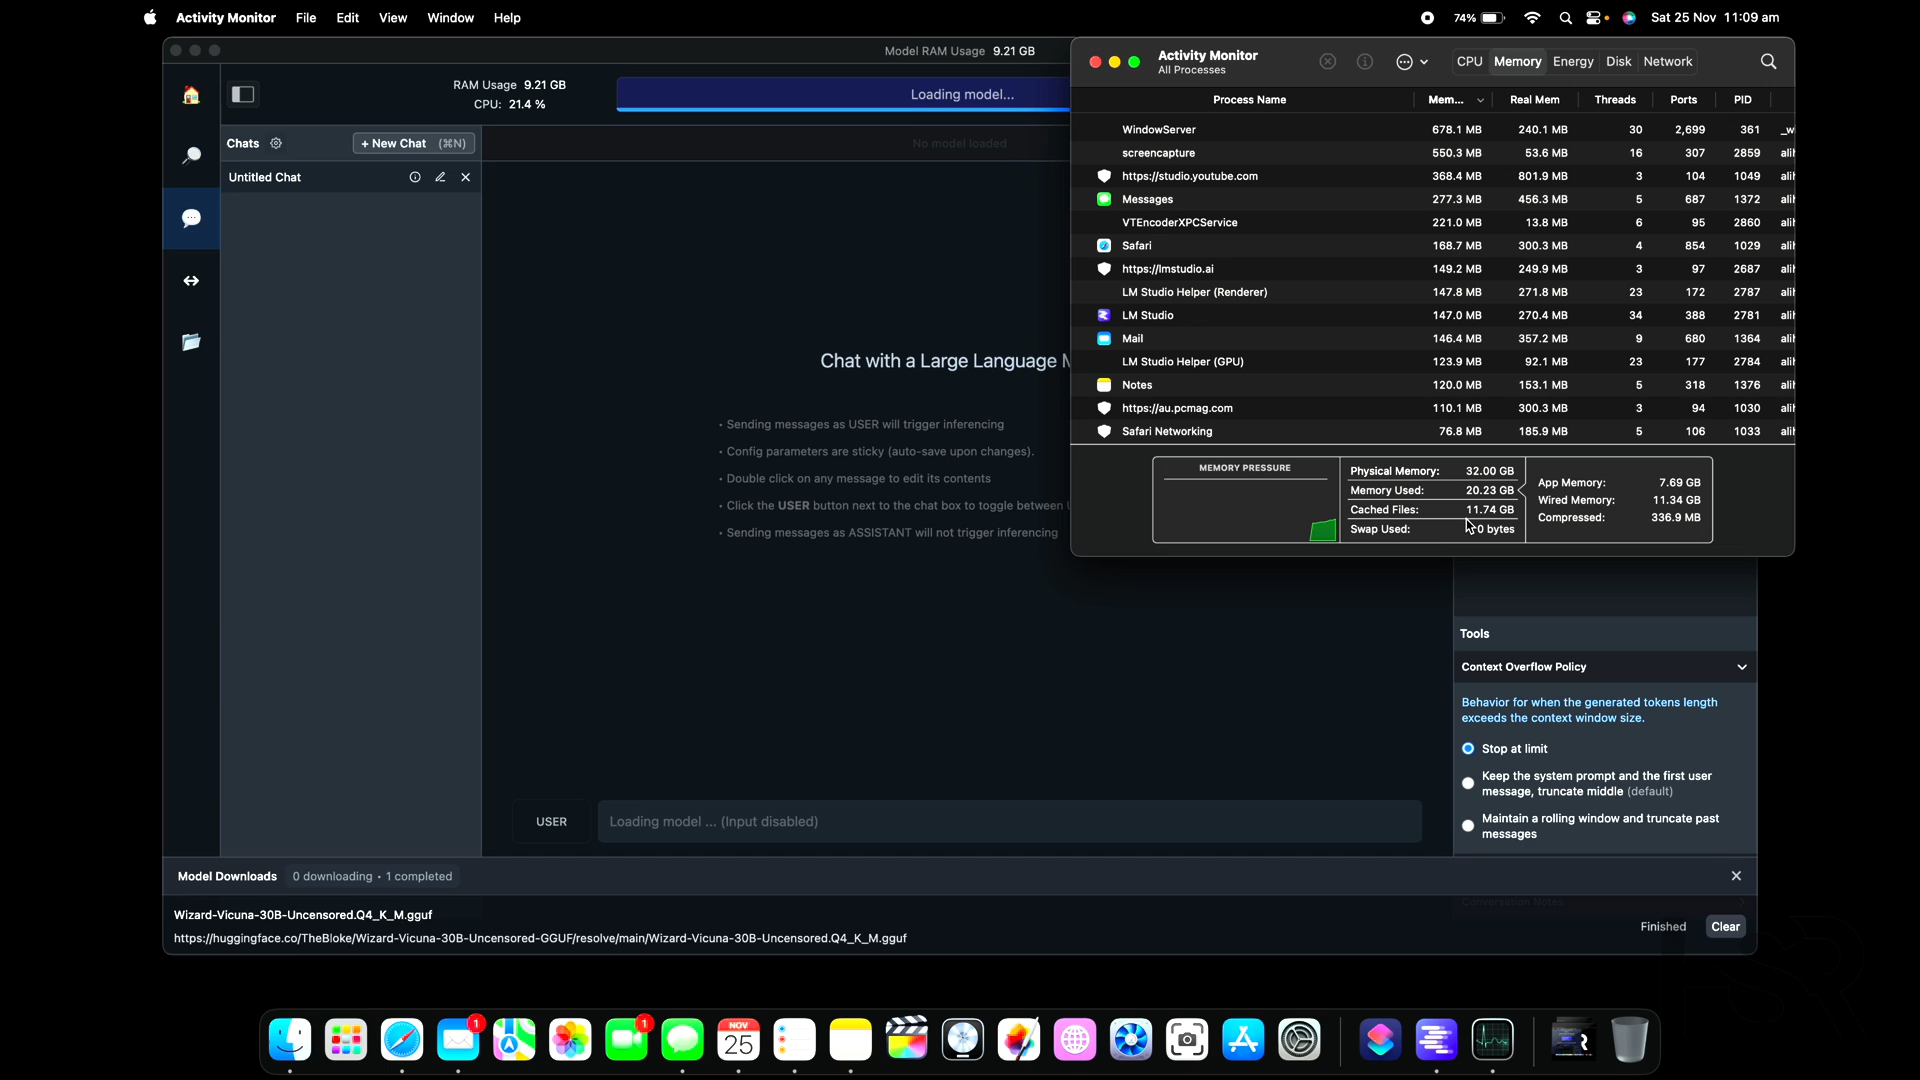 Activity Monitor File Edit View Window Help
74% Sat 25 Nov 11:09 am
Model RAM Usage 9.21 GB
RAM Usage 9.21 GB
CPU: 21.4 %
Loading model...
Chats + New Chat (⌘N)
No model loaded
Untitled Chat
Chat with a Large Language M
• Sending messages as USER will trigger inferencing
• Config parameters are sticky (auto-save upon changes).
• Double click on any message to edit its contents
• Click the USER button next to the chat box to toggle between
• Sending messages as ASSISTANT will not trigger inferencing
USER Loading model ... (Input disabled)
Activity Monitor
All Processes
CPU Memory Energy Disk Network
Process Name Mem... Real Mem Threads Ports PID
WindowServer 678.1 MB 240.1 MB 30 2,699 361 _w
screencapture 550.3 MB 53.6 MB 16 307 2859 alih
https://studio.youtube.com 368.4 MB 801.9 MB 3 104 1049 alih
Messages 277.3 MB 456.3 MB 5 687 1372 alih
VTEncoderXPCService 221.0 MB 13.8 MB 6 95 2860 alih
Safari 168.7 MB 300.3 MB 4 854 1029 alih
https://lmstudio.ai 149.2 MB 249.9 MB 3 97 2687 alih
LM Studio Helper (Renderer) 147.8 MB 271.8 MB 23 172 2787 alih
LM Studio 147.0 MB 270.4 MB 34 388 2781 alih
Mail 146.4 MB 357.2 MB 9 680 1364 alih
LM Studio Helper (GPU) 123.9 MB 92.1 MB 23 177 2784 alih
Notes 120.0 MB 153.1 MB 5 318 1376 alih
https://au.pcmag.com 110.1 MB 300.3 MB 3 94 1030 alih
Safari Networking 76.8 MB 185.9 MB 5 106 1033 alih
MEMORY PRESSURE
Physical Memory: 32.00 GB
Memory Used: 20.23 GB
Cached Files: 11.74 GB
Swap Used: 0 bytes
App Memory: 7.69 GB
Wired Memory: 11.34 GB
Compressed: 336.9 MB
Tools
Context Overflow Policy
Behavior for when the generated tokens length
exceeds the context window size.
Stop at limit
Keep the system prompt and the first user
message, truncate middle (default)
Maintain a rolling window and truncate past
messages
Model Downloads 0 downloading • 1 completed
Conversation Notes
Wizard-Vicuna-30B-Uncensored.Q4_K_M.gguf
https://huggingface.co/TheBloke/Wizard-Vicuna-30B-Uncensored-GGUF/resolve/main/Wizard-Vicuna-30B-Uncensored.Q4_K_M.gguf
Finished Clear
1 1 NOV
25